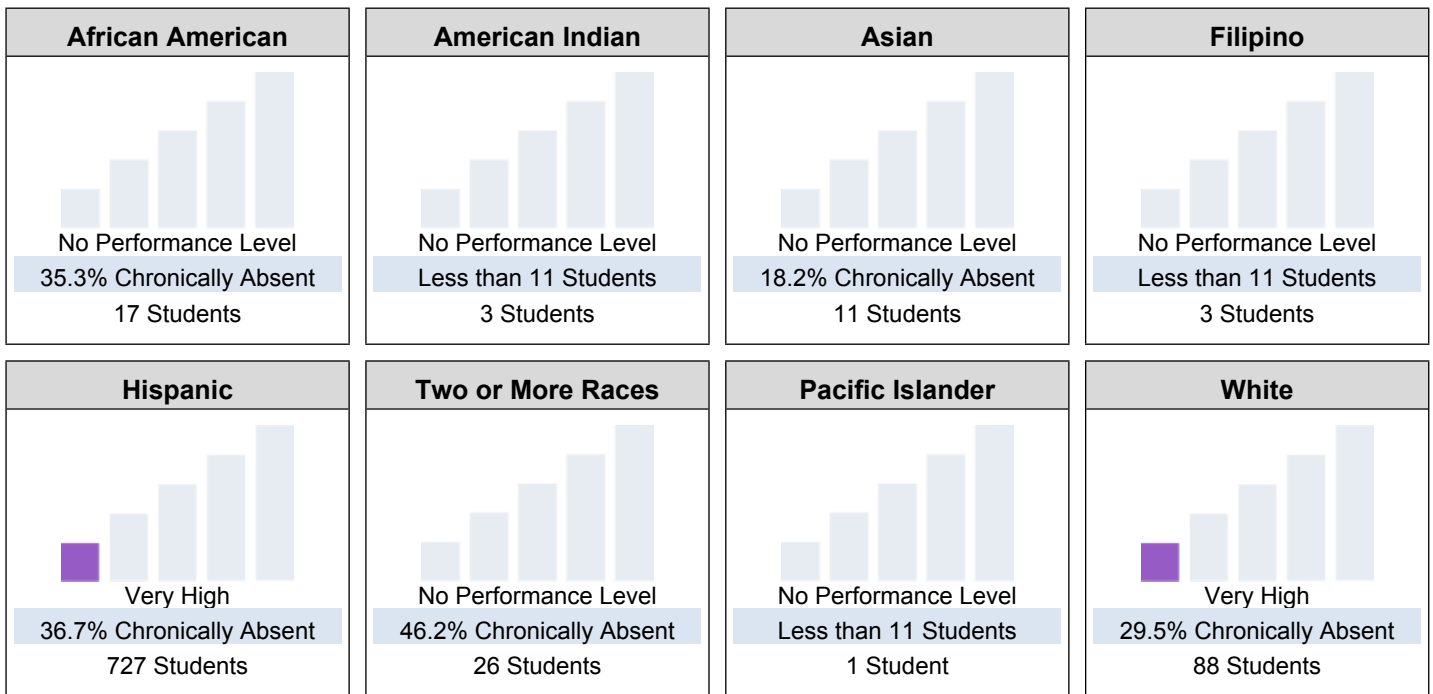 African American
No Performance Level
35.3% Chronically Absent
17 Students
American Indian
No Performance Level
Less than 11 Students
3 Students
Asian
No Performance Level
18.2% Chronically Absent
11 Students
Filipino
No Performance Level
Less than 11 Students
3 Students
Hispanic
Very High
36.7% Chronically Absent
727 Students
Two or More Races
No Performance Level
46.2% Chronically Absent
26 Students
Pacific Islander
No Performance Level
Less than 11 Students
1 Student
White
Very High
29.5% Chronically Absent
88 Students